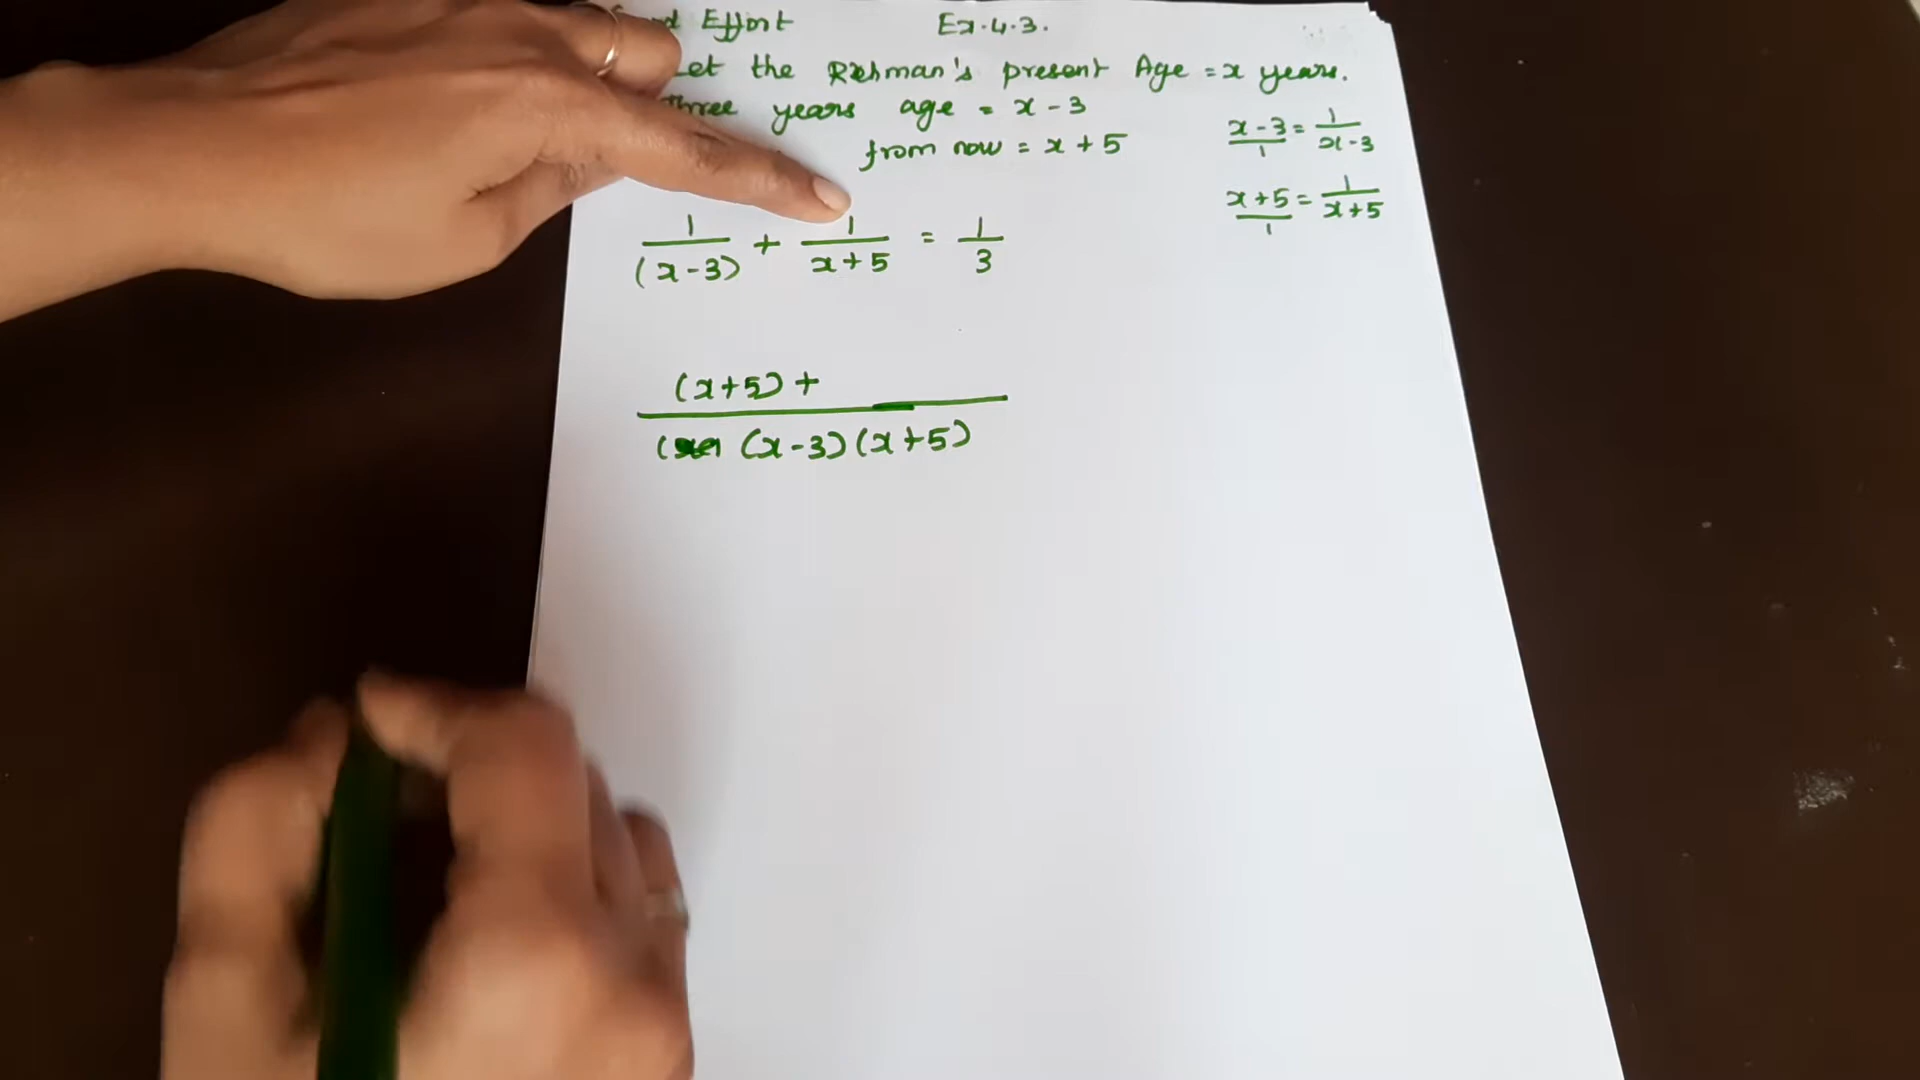 Effort Ex.4.3.
Let the Rehman's present Age = x years.
three years age = x - 3
from now = x + 5
x - 3 / 1 = 1 / x - 3
x + 5 / 1 = 1 / x + 5
1 / (x - 3) + 1 / x + 5 = 1 / 3
(x+5) +
(x - 3) (x + 5)